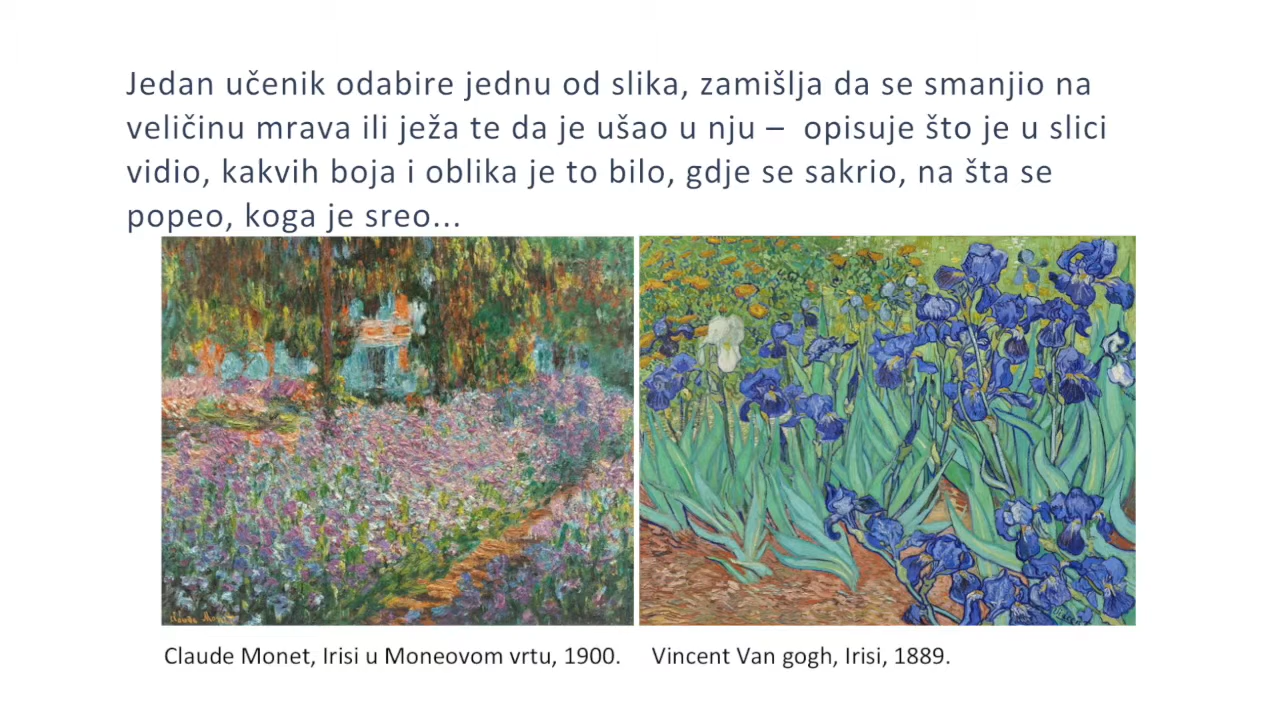 Jedan učenik odabire jednu od slika, zamišlja da se smanjio na
veličinu mrava ili ježa te da je ušao u nju – opisuje što je u slici
vidio, kakvih boja i oblika je to bilo, gdje se sakrio, na šta se
popeo, koga je sreo...
Claude Monet, Irisi u Moneovom vrtu, 1900.
Vincent Van gogh, Irisi, 1889.